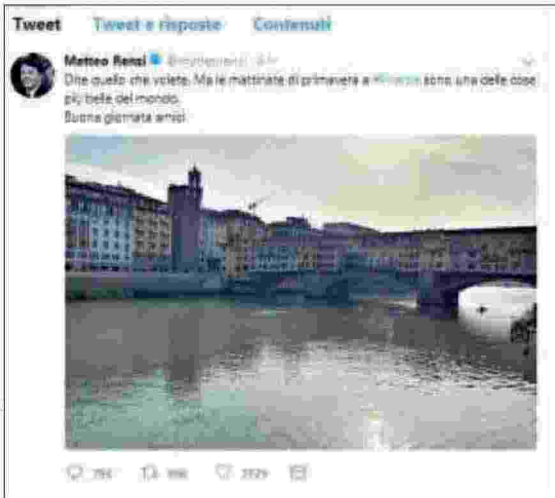 Tweet Tweet e risposte Contenuti
Matteo Renzi
Dite quello che volete. Ma le mattinate di primavera a sono una delle cose
più belle del mondo.
Buona giornata amici